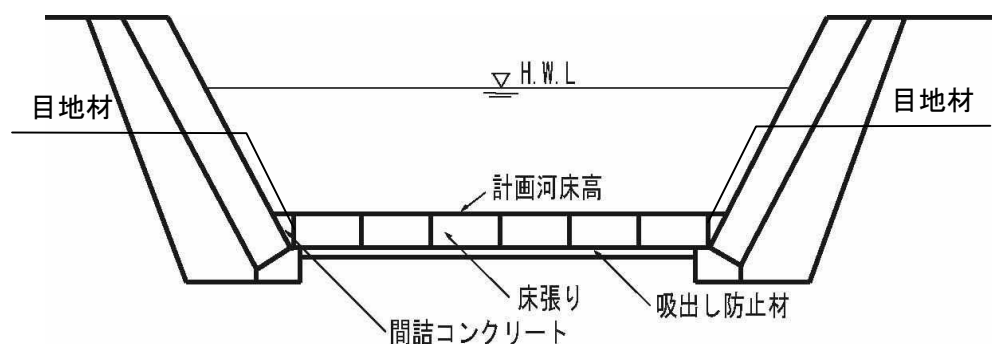 H.W.L
目地材
目地材
計画河床高
床張り
吸出し防止材
間詰コンクリート